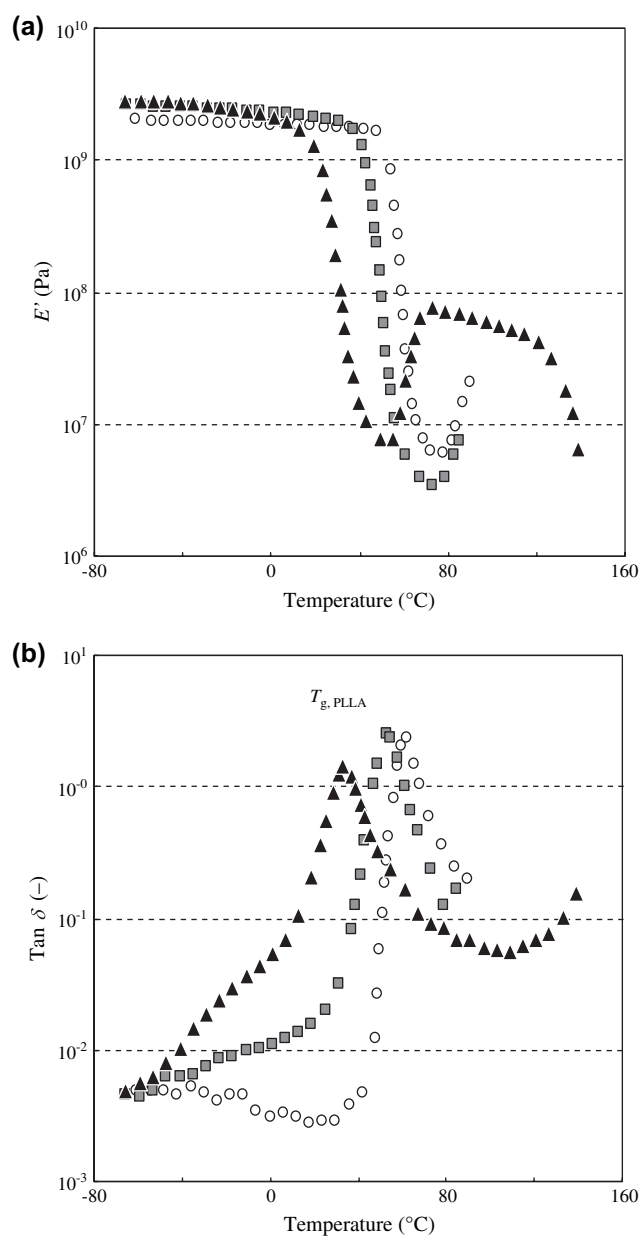 (a)
10^10
10^9
10^8
10^7
10^6
E' (Pa)
-80
0
80
160
Temperature (°C)
(b)
10^1
10^-0
10^-1
10^-2
10^-3
Tan δ (–)
T_g, PLLA
-80
0
80
160
Temperature (°C)